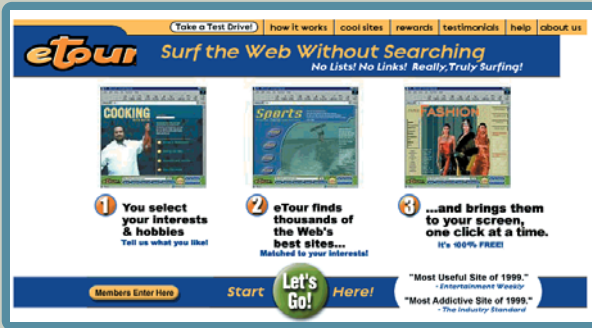 Take a Test Drive! how it works cool sites rewards testimonials help about us
eTour
Surf the Web Without Searching
No Lists! No Links! Really, Truly Surfing!
COOKING
Sports
FASHION
1 You select
your interests
& hobbies
Tell us what you like!
2 eTour finds
thousands of
the Web's
best sites...
Matched to your interests!
3 ...and brings them
to your screen,
one click at a time.
It's 100% FREE!
Members Enter Here
Start Let's Go! Here!
"Most Useful Site of 1999."
- Entertainment Weekly
"Most Addictive Site of 1999."
- The Industry Standard